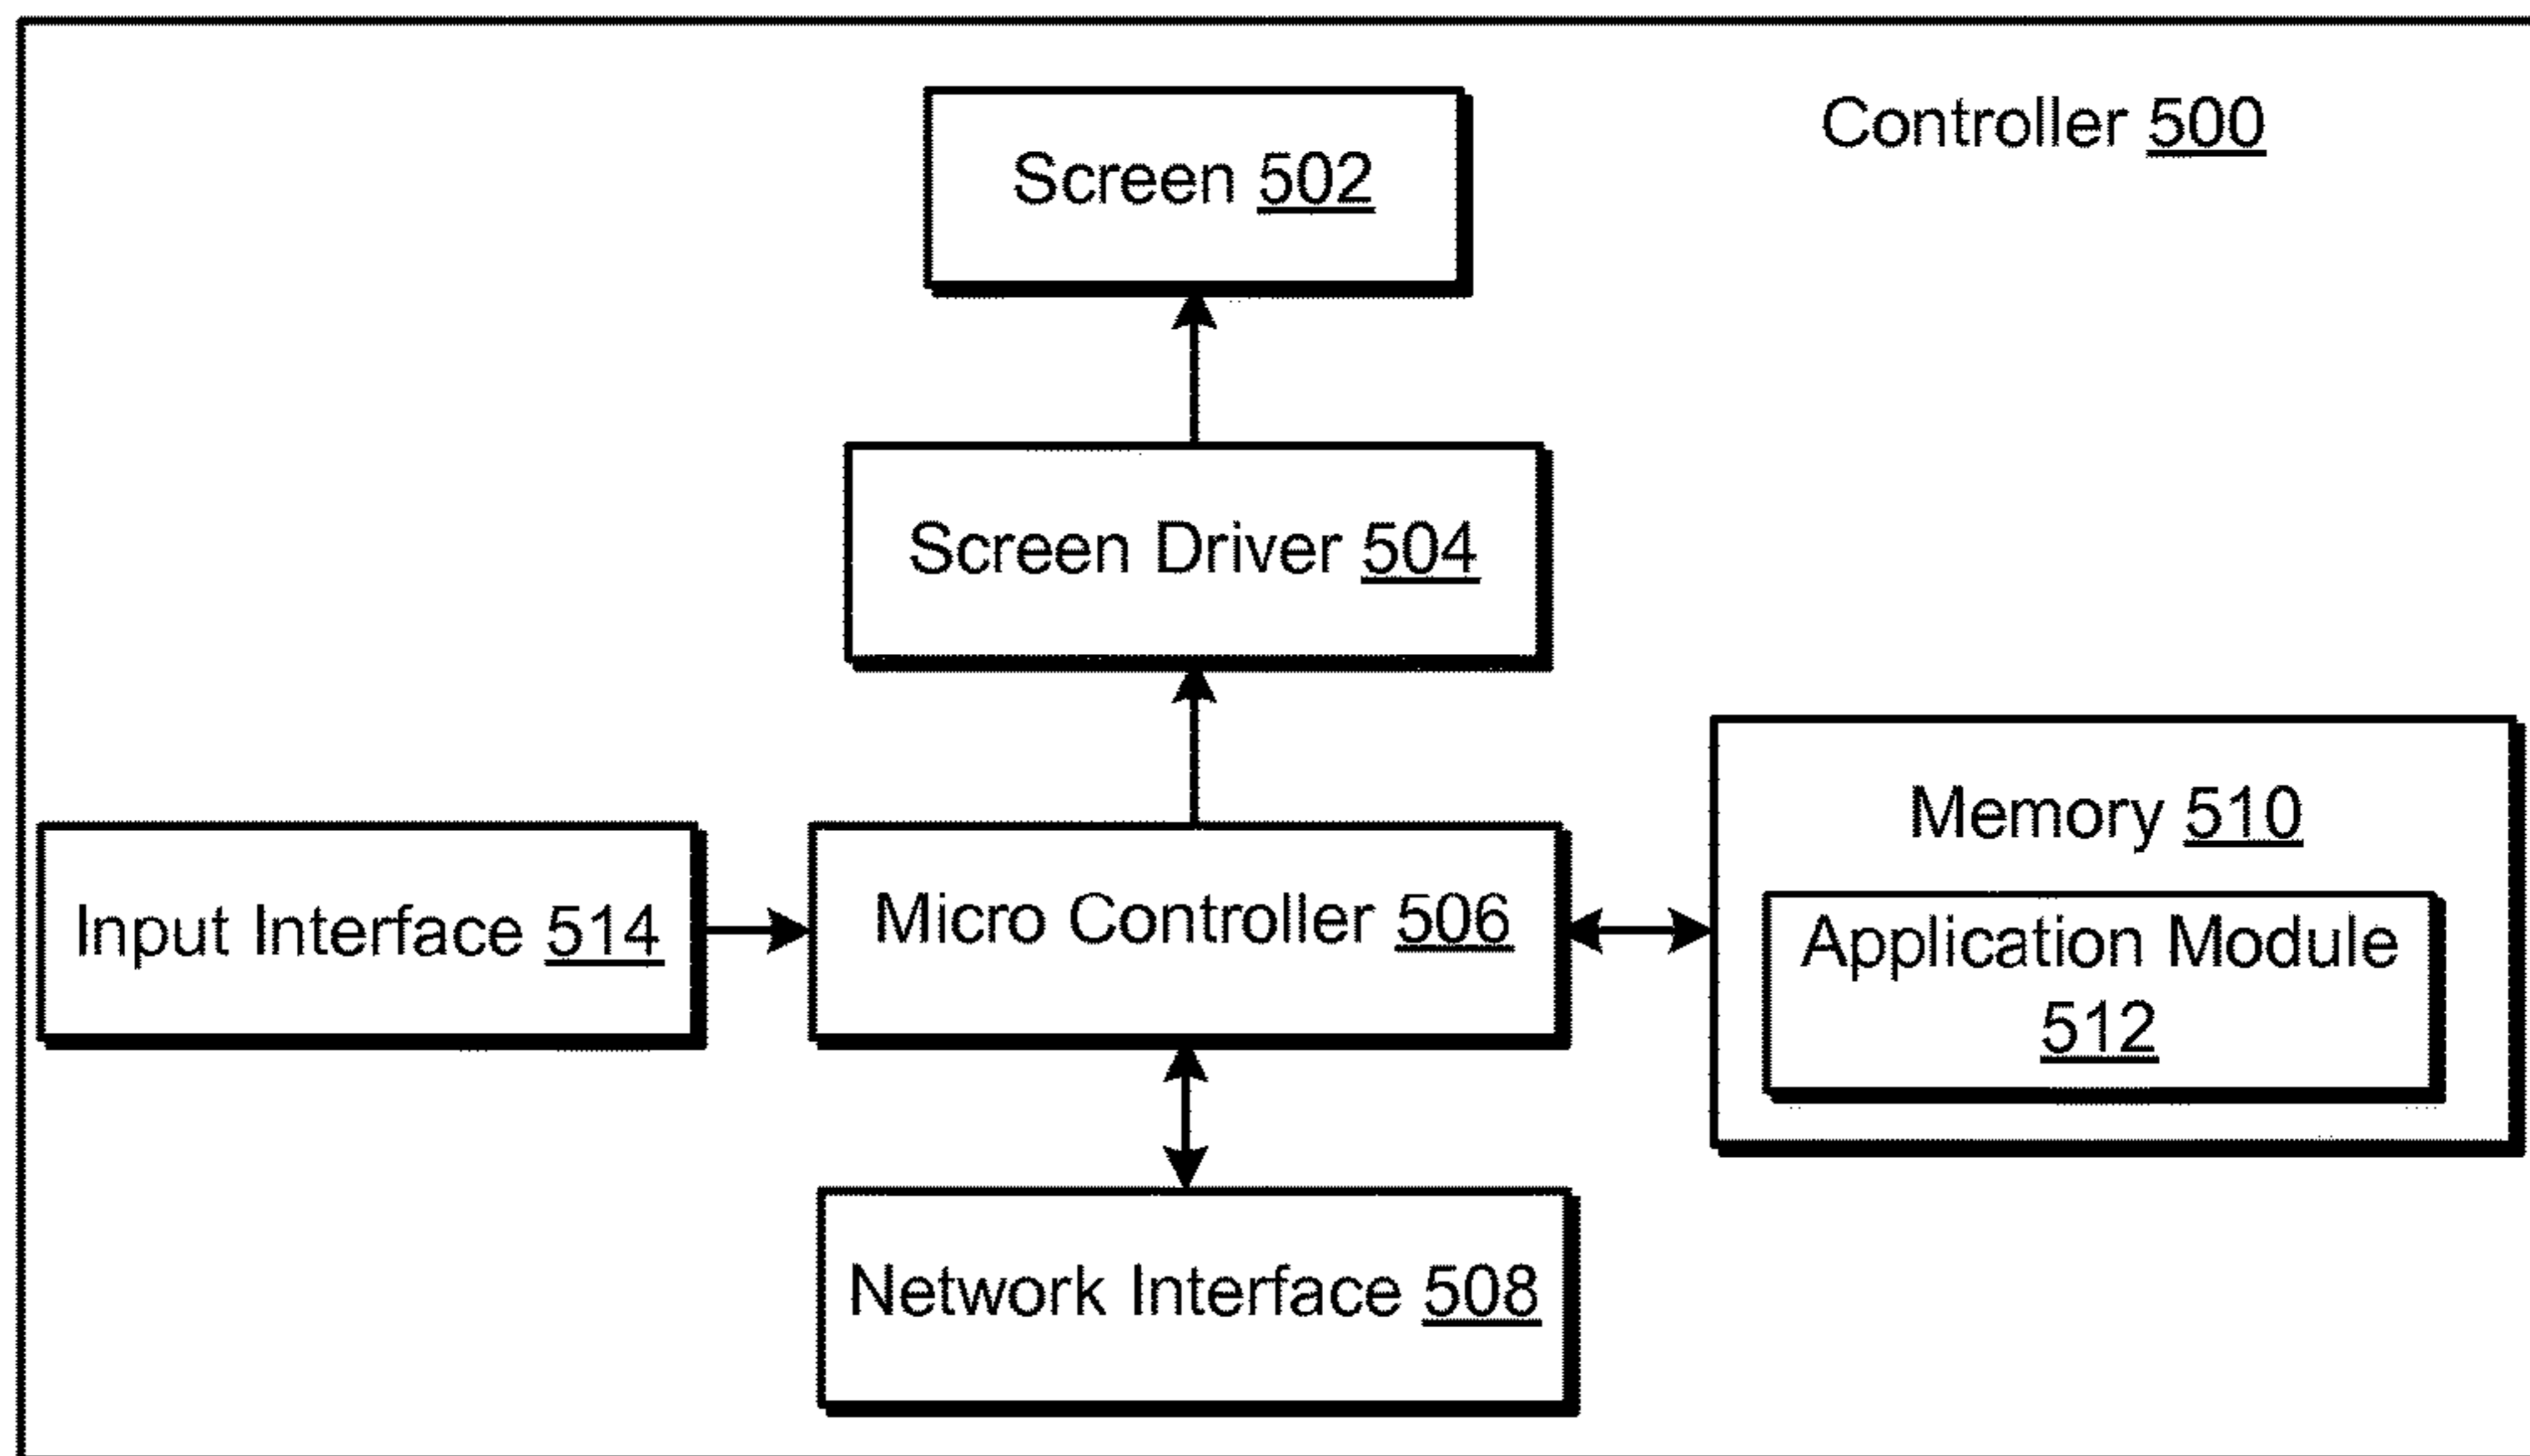 Controller 500
Screen 502
Screen Driver 504
Memory 510
Input Interface 514
Micro Controller 506
Application Module
512
Network Interface 508